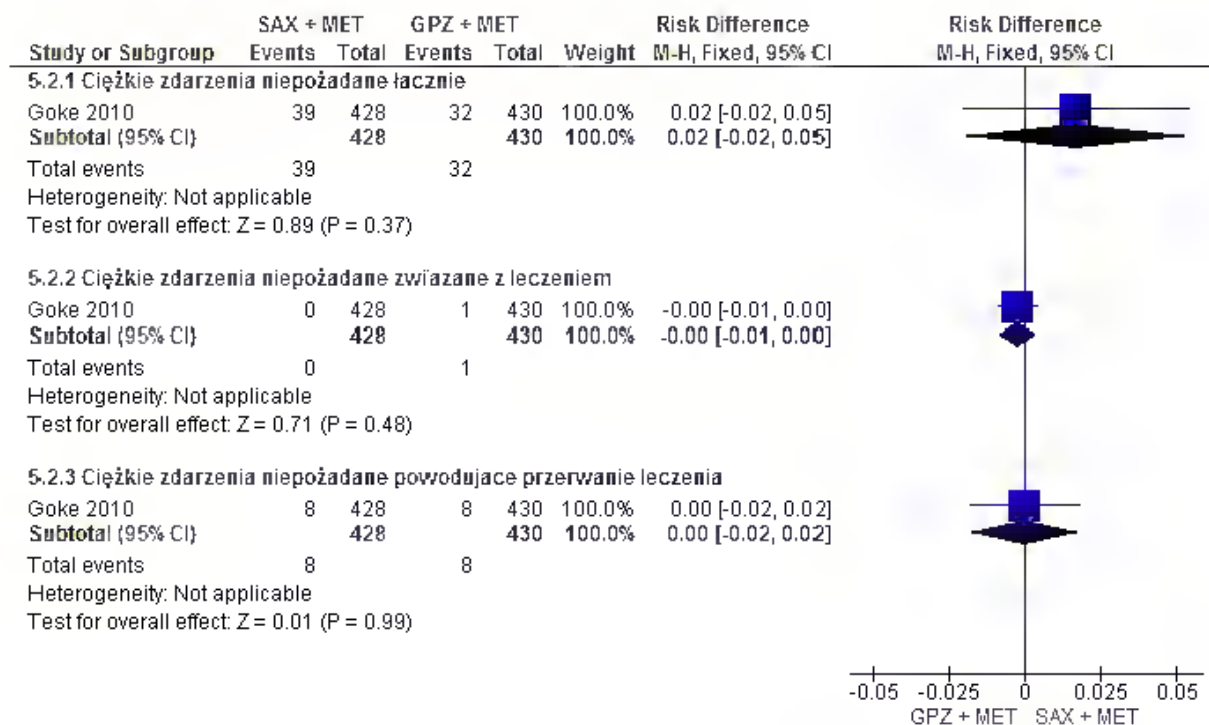 SAX + MET GPZ + MET Risk Difference Risk Difference
Study or Subgroup Events Total Events Total Weight M-H, Fixed, 95% CI M-H, Fixed, 95% CI
5.2.1 Ciężkie zdarzenia niepożadane łacznie
Goke 2010 39 428 32 430 100.0% 0.02 [-0.02, 0.05]
Subtotal (95% CI) 428 430 100.0% 0.02 [-0.02, 0.05]
Total events 39 32
Heterogeneity: Not applicable
Test for overall effect: Z = 0.89 (P = 0.37)
5.2.2 Ciężkie zdarzenia niepożadane zwiazane z leczeniem
Goke 2010 0 428 1 430 100.0% -0.00 [-0.01, 0.00]
Subtotal (95% CI) 428 430 100.0% -0.00 [-0.01, 0.00]
Total events 0 1
Heterogeneity: Not applicable
Test for overall effect: Z = 0.71 (P = 0.48)
5.2.3 Ciężkie zdarzenia niepożadane powodujace przerwanie leczenia
Goke 2010 8 428 8 430 100.0% 0.00 [-0.02, 0.02]
Subtotal (95% CI) 428 430 100.0% 0.00 [-0.02, 0.02]
Total events 8 8
Heterogeneity: Not applicable
Test for overall effect: Z = 0.01 (P = 0.99)
-0.05 -0.025 0 0.025 0.05
GPZ + MET SAX + MET